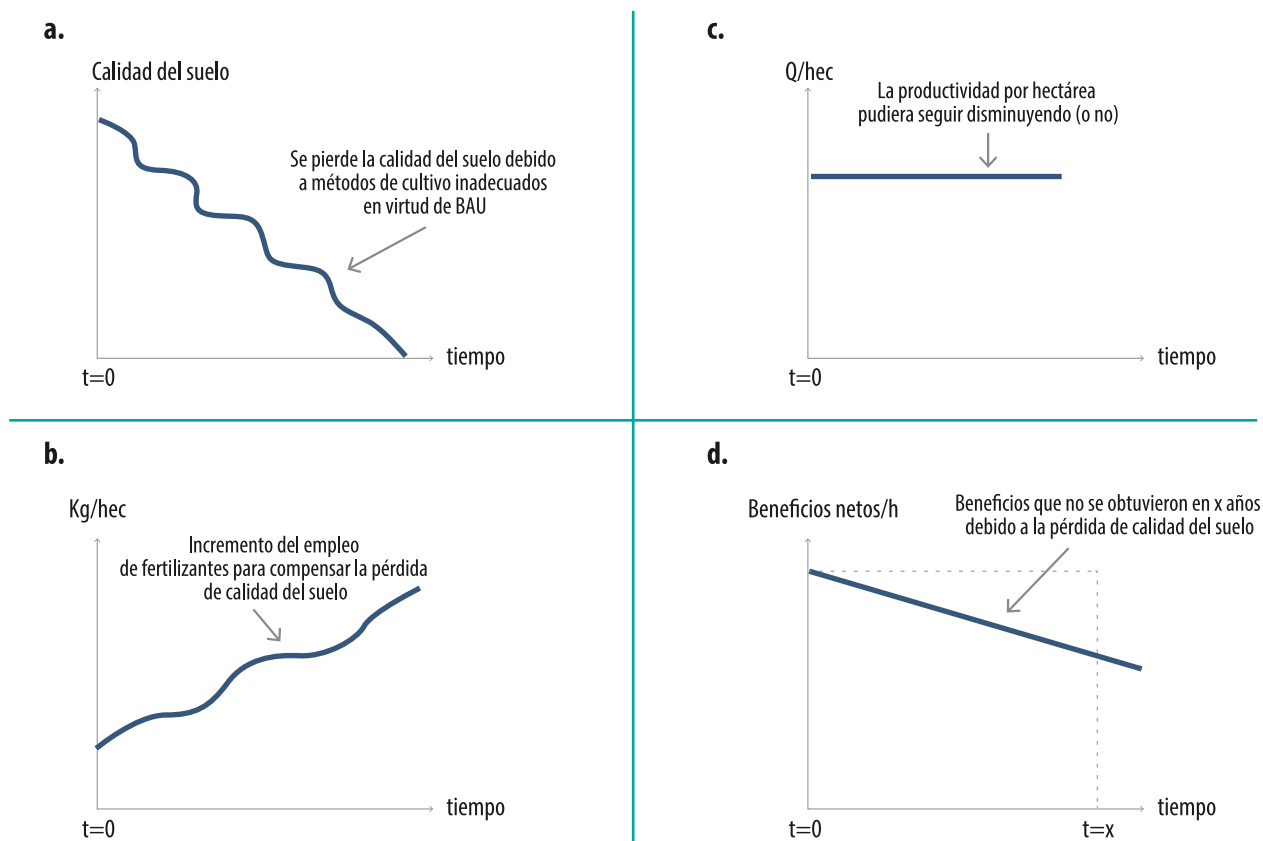 a.
Calidad del suelo
Se pierde la calidad del suelo debido
a métodos de cultivo inadecuados
en virtud de BAU
tiempo
t=0
c.
Q/hec
La productividad por hectárea
pudiera seguir disminuyendo (o no)
tiempo
t=0
b.
Kg/hec
Incremento del empleo
de fertilizantes para compensar la pérdida
de calidad del suelo
tiempo
t=0
d.
Beneficios netos/h
Beneficios que no se obtuvieron en x años
debido a la pérdida de calidad del suelo
tiempo
t=0
t=x